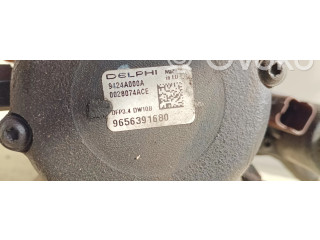 DELPHI
9424A000A
0028074ACE
DFP3.4 DW10B
9656391680